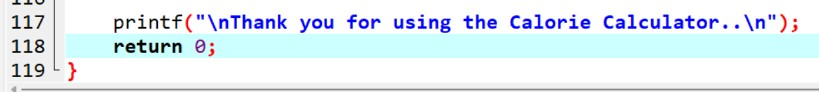 117 printf("\nThank you for using the Calorie Calculator..\n");
118 return 0;
119 }